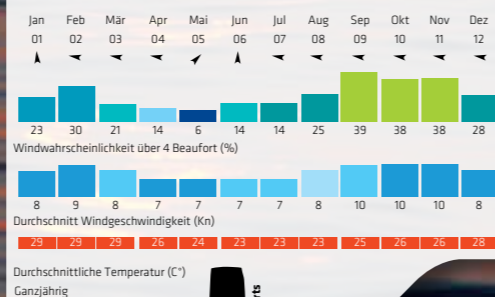 Jan Feb Mär Apr Mai Jun Jul Aug Sep Okt Nov Dez
01 02 03 04 05 06 07 08 09 10 11 12
23 30 21 14 6 14 14 25 39 38 38 28
Windwahrscheinlichkeit über 4 Beaufort (%)
8 9 8 7 7 7 7 8 10 10 10 8
Durchschnitt Windgeschwindigkeit (Kn)
29 29 29 26 24 23 23 23 25 26 26 28
Durchschnittliche Temperatur (C°)
Ganzjährig
rts